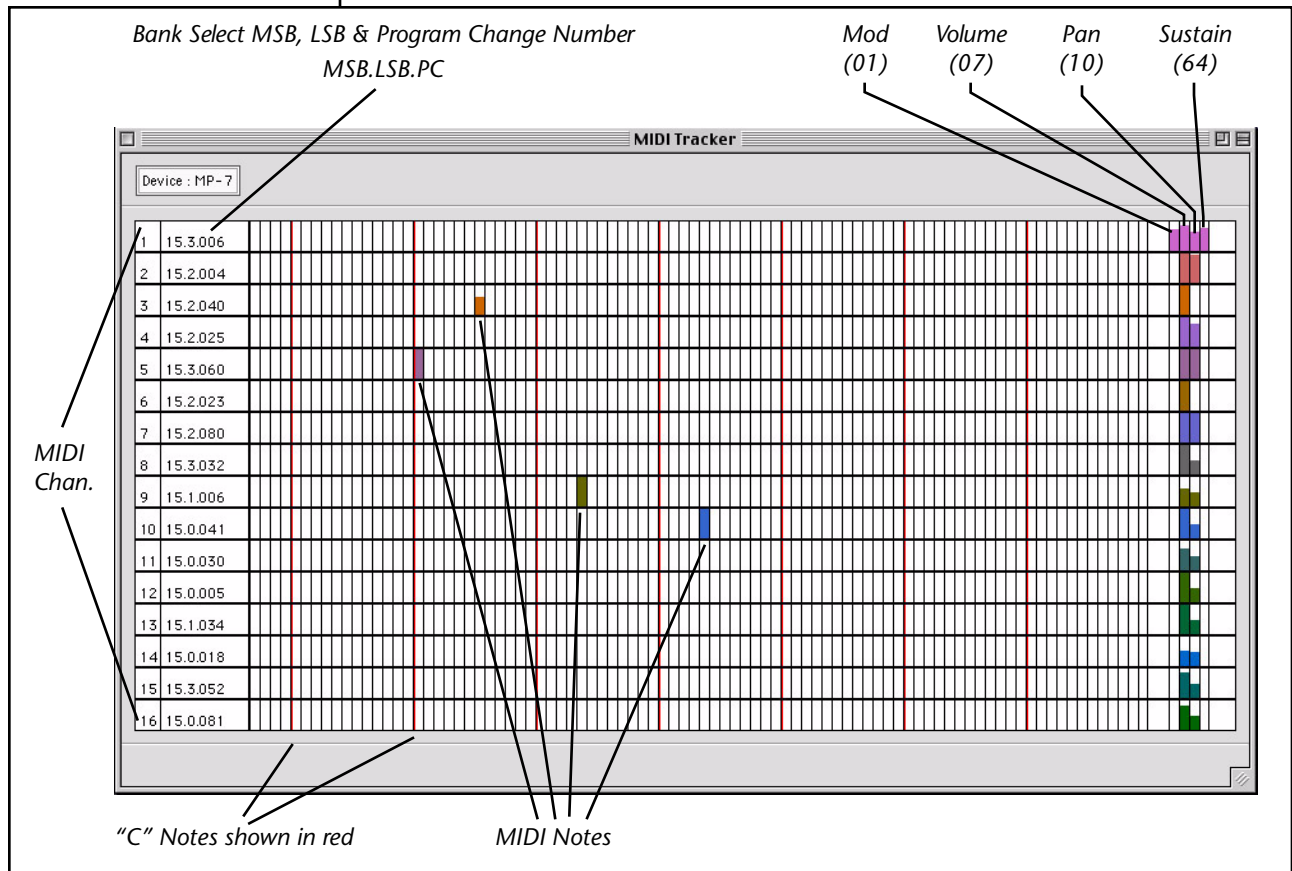 Bank Select MSB, LSB & Program Change Number
MSB.LSB.PC
Mod
(01)
Volume
(07)
Pan
(10)
Sustain
(64)
MIDI Tracker
Device : MP-7
1 15.3.006
2 15.2.004
3 15.2.040
4 15.2.025
5 15.3.060
6 15.2.023
7 15.2.080
8 15.3.032
9 15.1.006
10 15.0.041
11 15.0.030
12 15.0.005
13 15.1.034
14 15.0.018
15 15.3.052
16 15.0.081
MIDI
Chan.
"C" Notes shown in red
MIDI Notes